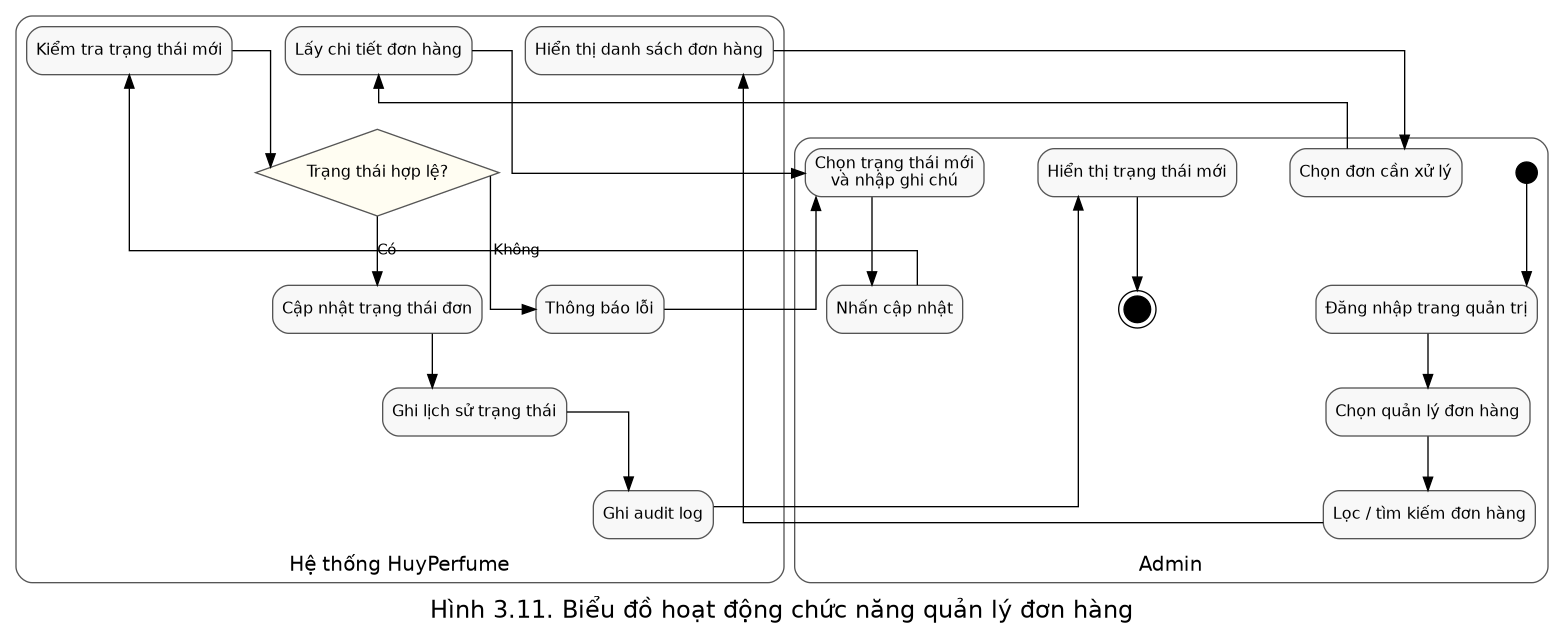 Kiểm tra trạng thái mới
Lấy chi tiết đơn hàng
Hiển thị danh sách đơn hàng
Trạng thái hợp lệ?
Chọn trạng thái mới
và nhập ghi chú
Hiển thị trạng thái mới
Chọn đơn cần xử lý
Có
Không
Cập nhật trạng thái đơn
Thông báo lỗi
Nhấn cập nhật
Đăng nhập trang quản trị
Ghi lịch sử trạng thái
Chọn quản lý đơn hàng
Ghi audit log
Lọc / tìm kiếm đơn hàng
Hệ thống HuyPerfume
Admin
Hình 3.11. Biểu đồ hoạt động chức năng quản lý đơn hàng